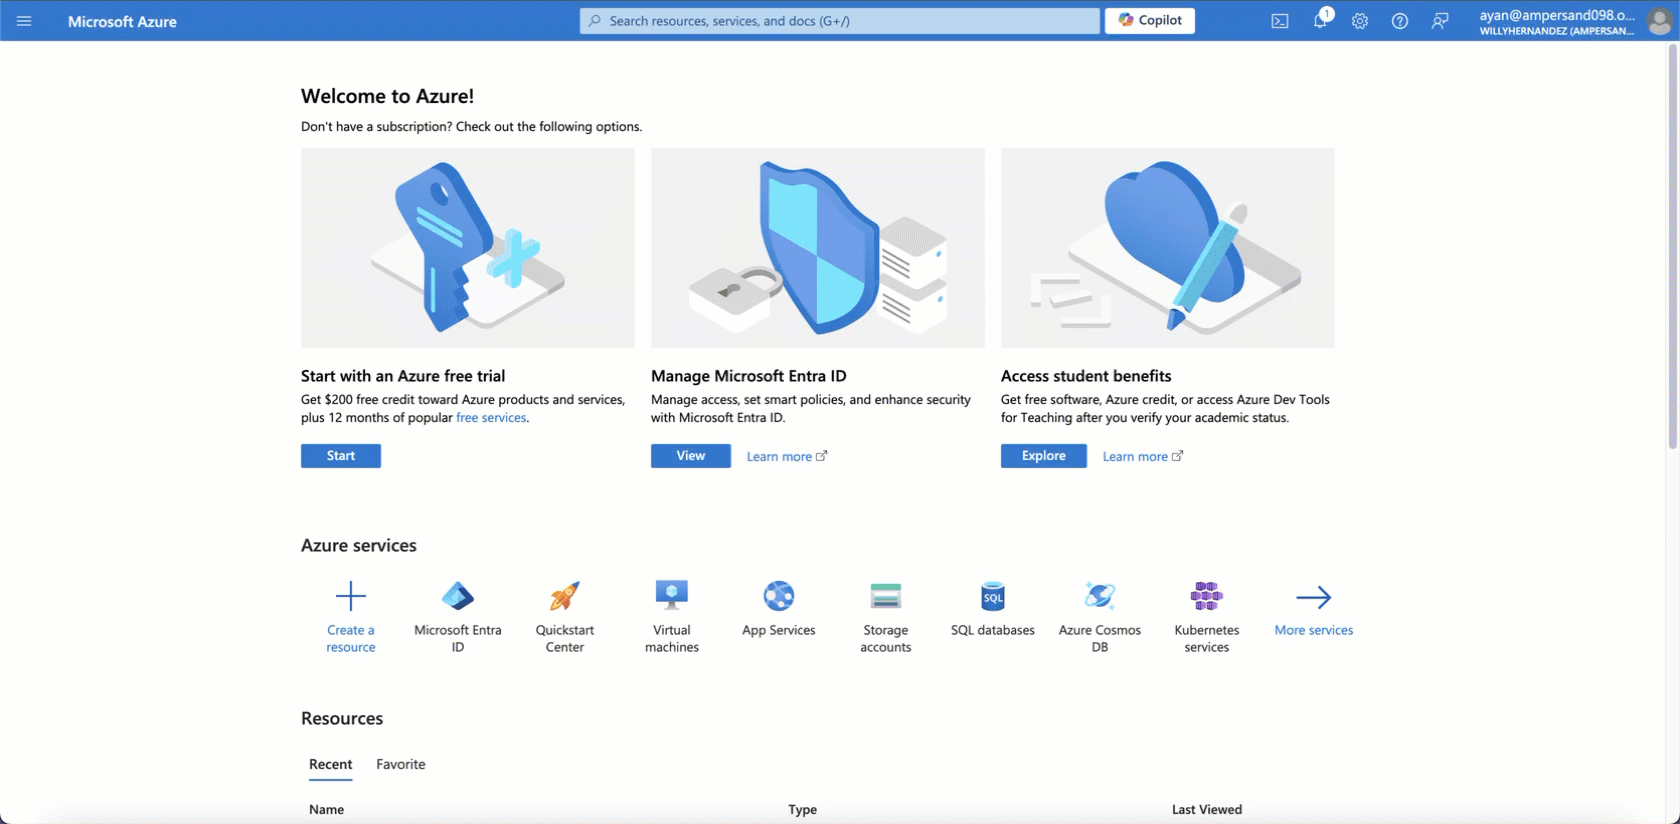 Microsoft Azure
Search resources, services, and docs (G+/)
Copilot
1
ayan@ampersand098.o...
WILLYHERNANDEZ (AMPERSAN...
Welcome to Azure!
Don't have a subscription? Check out the following options.
Start with an Azure free trial
Get $200 free credit toward Azure products and services,
plus 12 months of popular free services.
Start
Manage Microsoft Entra ID
Manage access, set smart policies, and enhance security
with Microsoft Entra ID.
View
Learn more
Access student benefits
Get free software, Azure credit, or access Azure Dev Tools
for Teaching after you verify your academic status.
Explore
Learn more
Azure services
Create a
resource
Microsoft Entra
ID
Quickstart
Center
Virtual
machines
App Services
Storage
accounts
SQL
SQL databases
Azure Cosmos
DB
Kubernetes
services
More services
Resources
Recent
Favorite
Name
Type
Last Viewed